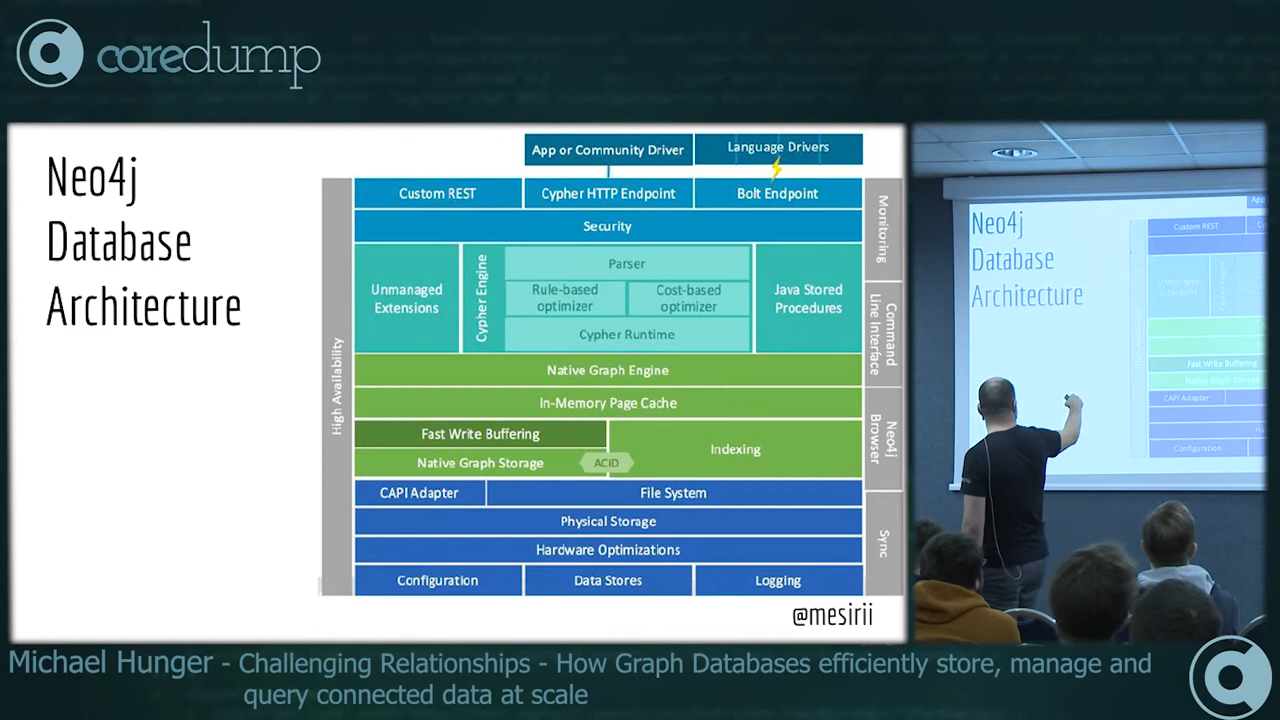 coredump
Neo4j
Database
Architecture
App or Community Driver
Language Drivers
Custom REST
Cypher HTTP Endpoint
Bolt Endpoint
Security
Unmanaged
Extensions
Cypher Engine
Parser
Rule-based
optimizer
Cost-based
optimizer
Cypher Runtime
Java Stored
Procedures
Native Graph Engine
In-Memory Page Cache
Fast Write Buffering
Native Graph Storage
ACID
Indexing
CAPI Adapter
File System
Physical Storage
Hardware Optimizations
Configuration
Data Stores
Logging
High Availability
Monitoring
Command
Line Interface
Neo4j
Browser
Sync
@mesirii
Neo4j
Database
Architecture
Custom REST
Unmanaged
Extensions
Fast Write Buffering
Native Graph Storage
CAPI Adapter
Configuration
Michael Hunger - Challenging Relationships - How Graph Databases efficiently store, manage and
query connected data at scale